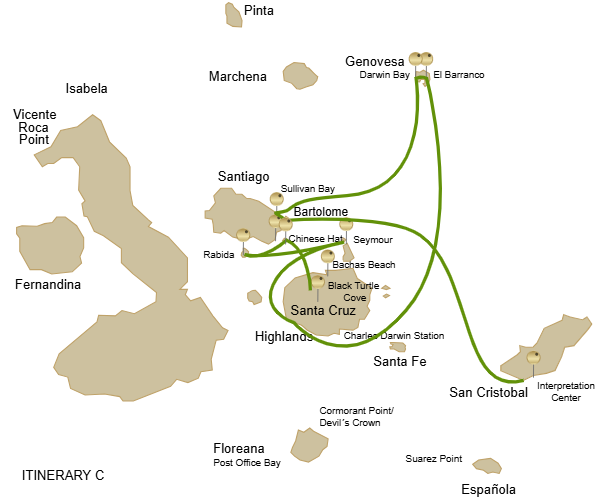 Pinta
Genovesa
Darwin Bay
El Barranco
Marchena
Isabela
Vicente
Roca
Point
Santiago
Sullivan Bay
Bartolome
Chinese Hat
Seymour
Rabida
Bachas Beach
Fernandina
Black Turtle
Cove
Santa Cruz
Highlands
Charles Darwin Station
Santa Fe
San Cristobal
Interpretation
Center
Cormorant Point/
Devil´s Crown
Floreana
Post Office Bay
Suarez Point
Española
ITINERARY C